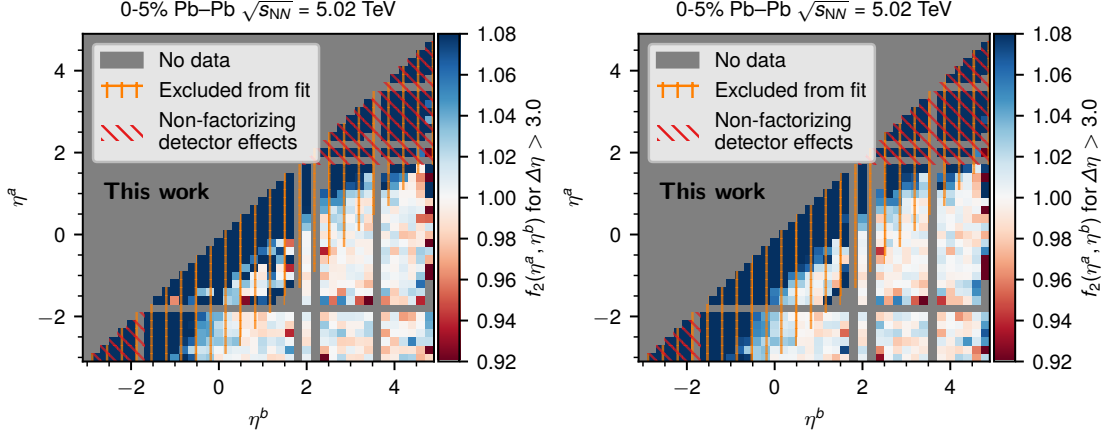 0-5% Pb–Pb √sNN = 5.02 TeV
No data
Excluded from fit
Non-factorizing
detector effects
This work
4
2
0
−2
ηa
−2
0
2
4
ηb
1.08
1.06
1.04
1.02
1.00
0.98
0.96
0.94
0.92
f2(ηa, ηb) for Δη > 3.0
0-5% Pb–Pb √sNN = 5.02 TeV
No data
Excluded from fit
Non-factorizing
detector effects
This work
4
2
0
−2
ηa
−2
0
2
4
ηb
1.08
1.06
1.04
1.02
1.00
0.98
0.96
0.94
0.92
f2(ηa, ηb) for Δη > 3.0